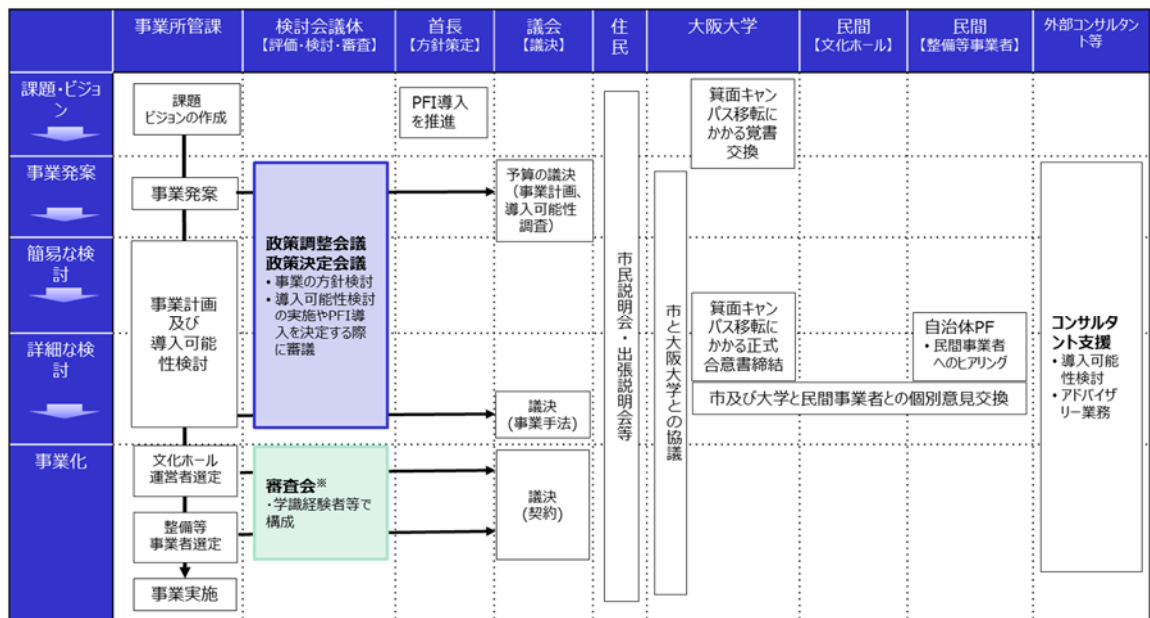 事業所管課
検討会議体
【評価・検討・審査】
首長
【方針策定】
議会
【議決】
住
民
大阪大学
民間
【文化ホール】
民間
【整備等事業者】
外部コンサルタン
ト等
課題・ビジョ
ン
課題
ビジョンの作成
PFI導入
を推進
箕面キャン
パス移転に
かかる覚書
交換
事業発案
事業発案
予算の議決
（事業計画、
導入可能性
調査）
簡易な検
討
詳細な検
討
事業計画
及び
導入可能
性検討
政策調整会議
政策決定会議
• 事業の方針検討
• 導入可能性検討
の実施やPFI導
入を決定する際
に審議
議決
(事業手法)
市民説明会・出張説明会等
市と大阪大学との協議
箕面キャン
パス移転に
かかる正式
合意書締結
自治体PF
• 民間事業者
へのヒアリング
市及び大学と民間事業者との個別意見交換
コンサルタ
ント支援
• 導入可能
性検討
• アドバイザ
リー業務
事業化
文化ホール
運営者選定
整備等
事業者選定
事業実施
審査会※
・学識経験者等で
構成
議決
(契約)